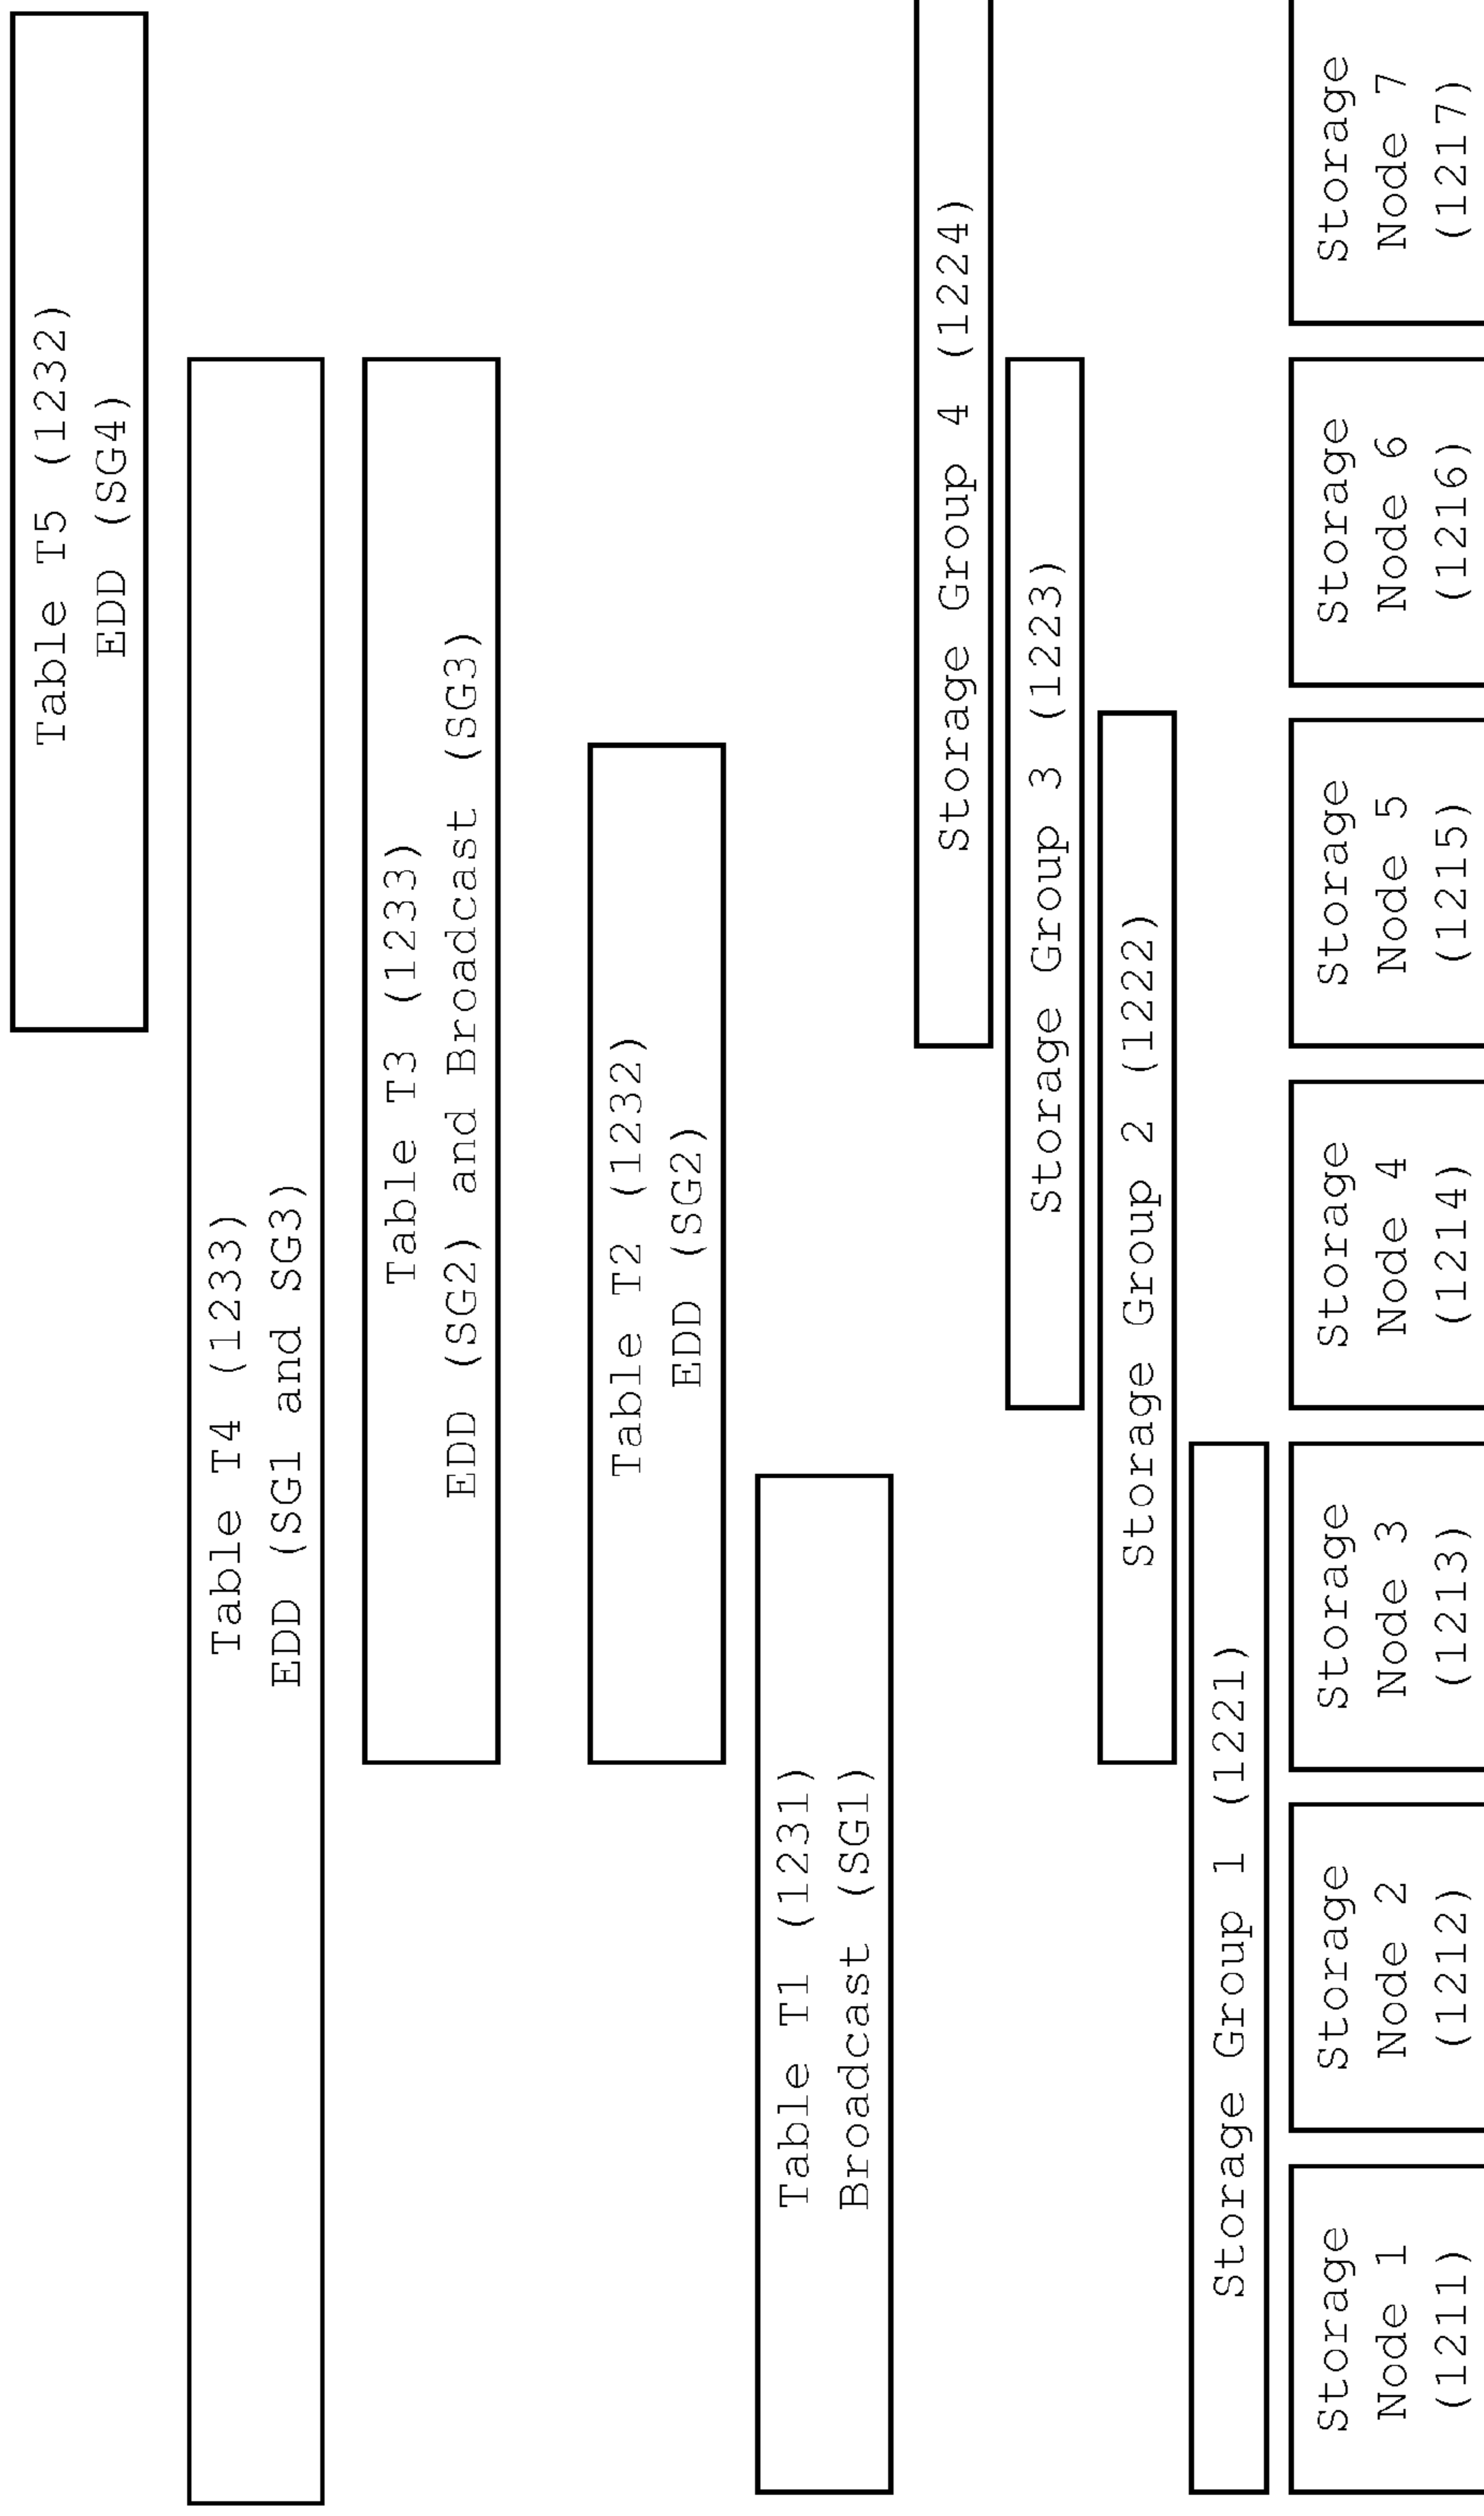 Table T5 (1232)
EDD (SG4)
Table T4 (1233)
EDD (SG1 and SG3)
Table T3 (1233)
EDD (SG2) and Broadcast (SG3)
Table T2 (1232)
EDD (SG2)
Table T1 (1231)
Broadcast (SG1)
Storage Group 4 (1224)
Storage Group 3 (1223)
Storage Group 2 (1222)
Storage Group 1 (1221)
Storage
Node 1
(1211)
Storage
Node 2
(1212)
Storage
Node 3
(1213)
Storage
Node 4
(1214)
Storage
Node 5
(1215)
Storage
Node 6
(1216)
Storage
Node 7
(1217)